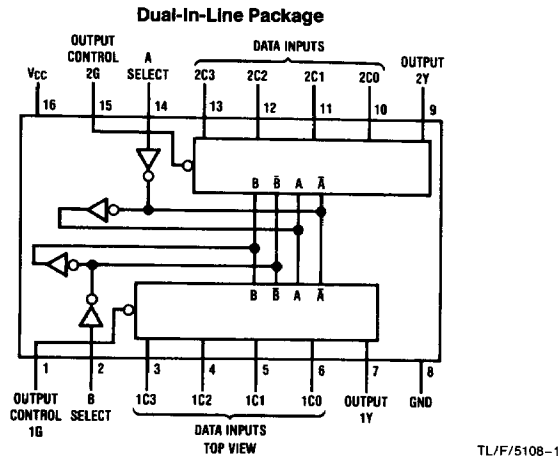 Dual-In-Line Package
OUTPUT CONTROL 2G
A SELECT
DATA INPUTS
VCC
2C3 2C2 2C1 2C0
OUTPUT 2Y
16 15 14 13 12 11 10 9
B B̅ A A̅
B B̅ A A̅
1 2 3 4 5 6 7 8
OUTPUT CONTROL 1G
B SELECT
1C3 1C2 1C1 1C0
OUTPUT 1Y
GND
DATA INPUTS
TOP VIEW
TL/F/5108–1